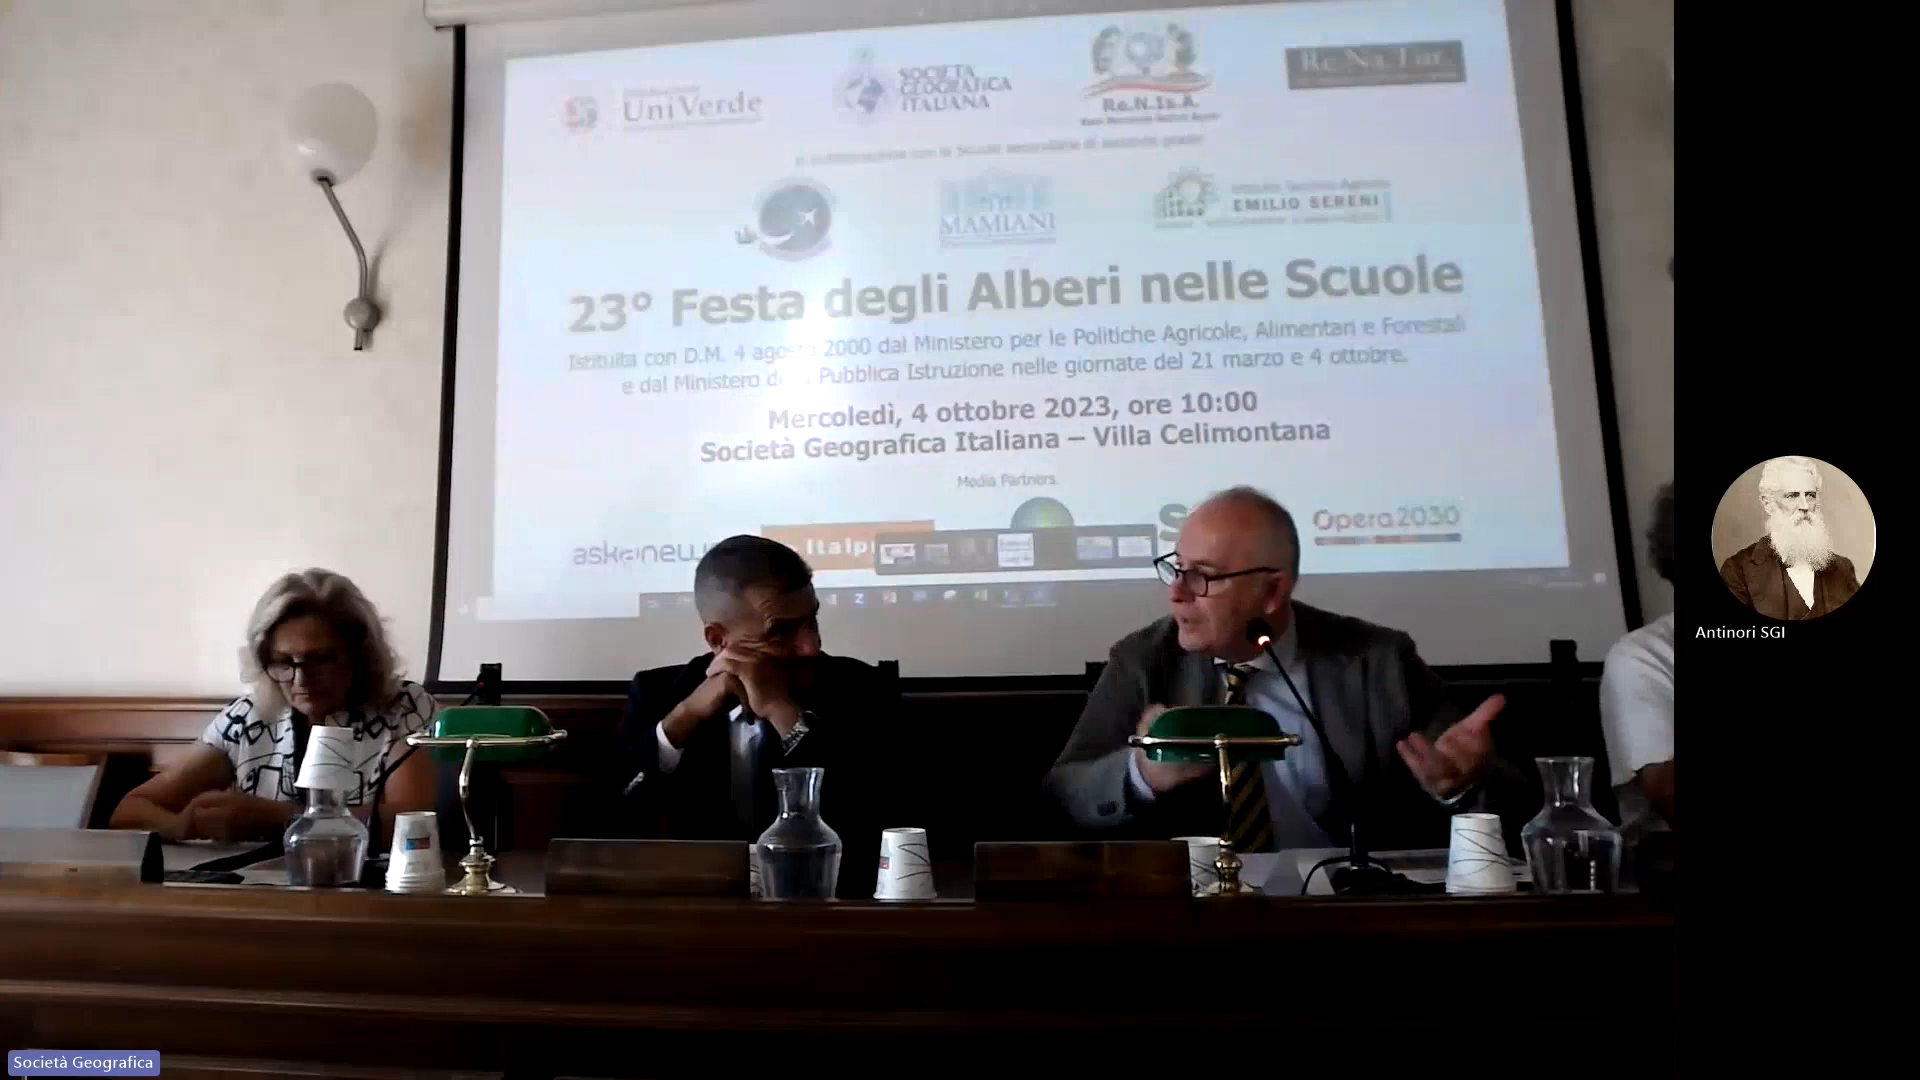 UniVerde
SOCIETÀ
GEOGRAFICA
ITALIANA
Re.N.Is.A.
Re.Na.Tur.
MAMIANI
EMILIO SERENI
23° Festa degli Alberi nelle Scuole
Istituita con D.M. 4 agosto 2000 dal Ministero per le Politiche Agricole, Alimentari e Forestali
e dal Ministero della Pubblica Istruzione nelle giornate del 21 marzo e 4 ottobre.
Mercoledì, 4 ottobre 2023, ore 10:00
Società Geografica Italiana – Villa Celimontana
Media Partners
askanew
Italp
Opera2030
Antinori SGI
Società Geografica